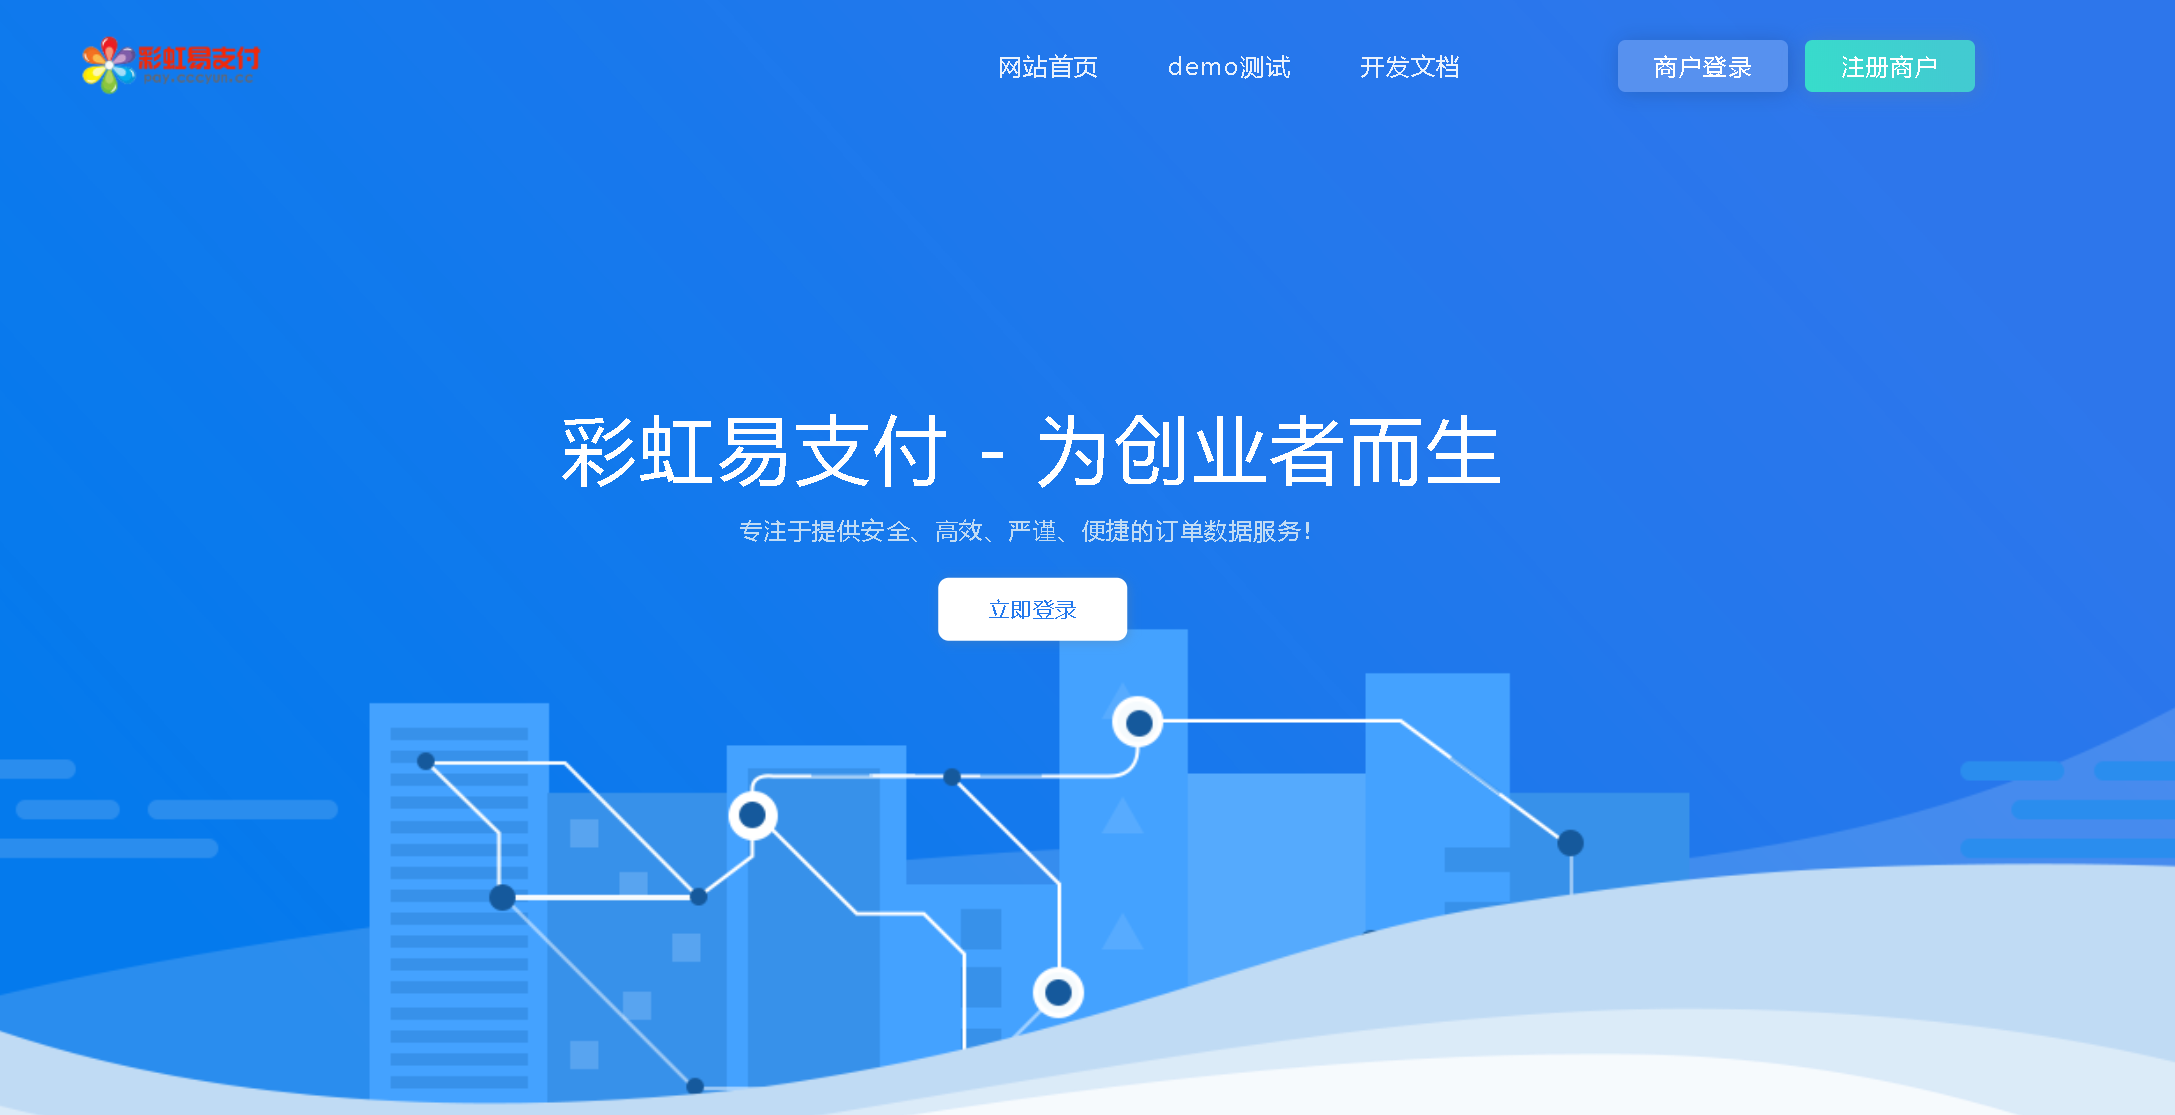 彩虹易支付
网站首页
demo测试
开发文档
商户登录
注册商户
彩虹易支付 - 为创业者而生
专注于提供安全、高效、严谨、便捷的订单数据服务！
立即登录